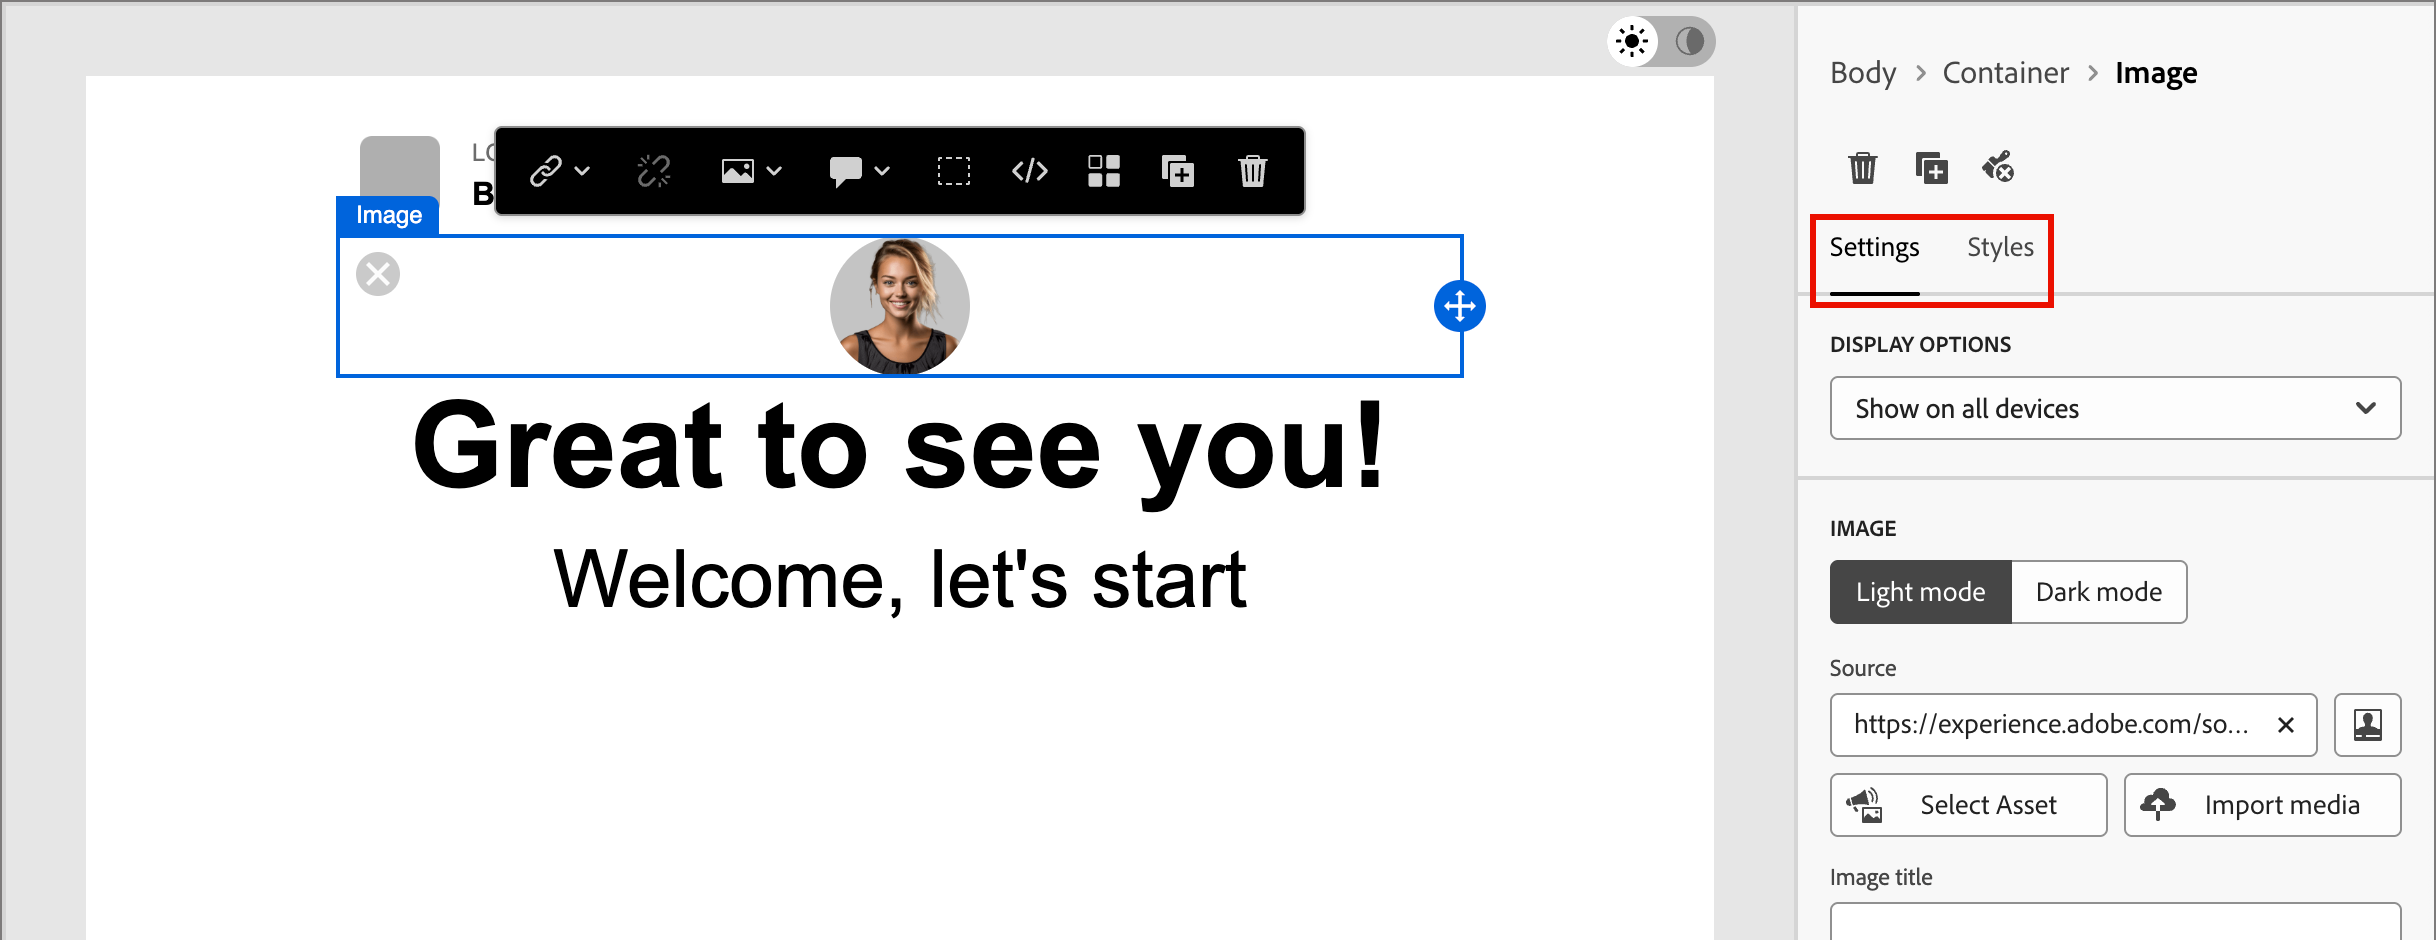 Body > Container > Image
LO
B
Image
Settings Styles
DISPLAY OPTIONS
Show on all devices
Great to see you!
Welcome, let's start
IMAGE
Light mode Dark mode
Source
https://experience.adobe.com/so...
Select Asset Import media
Image title